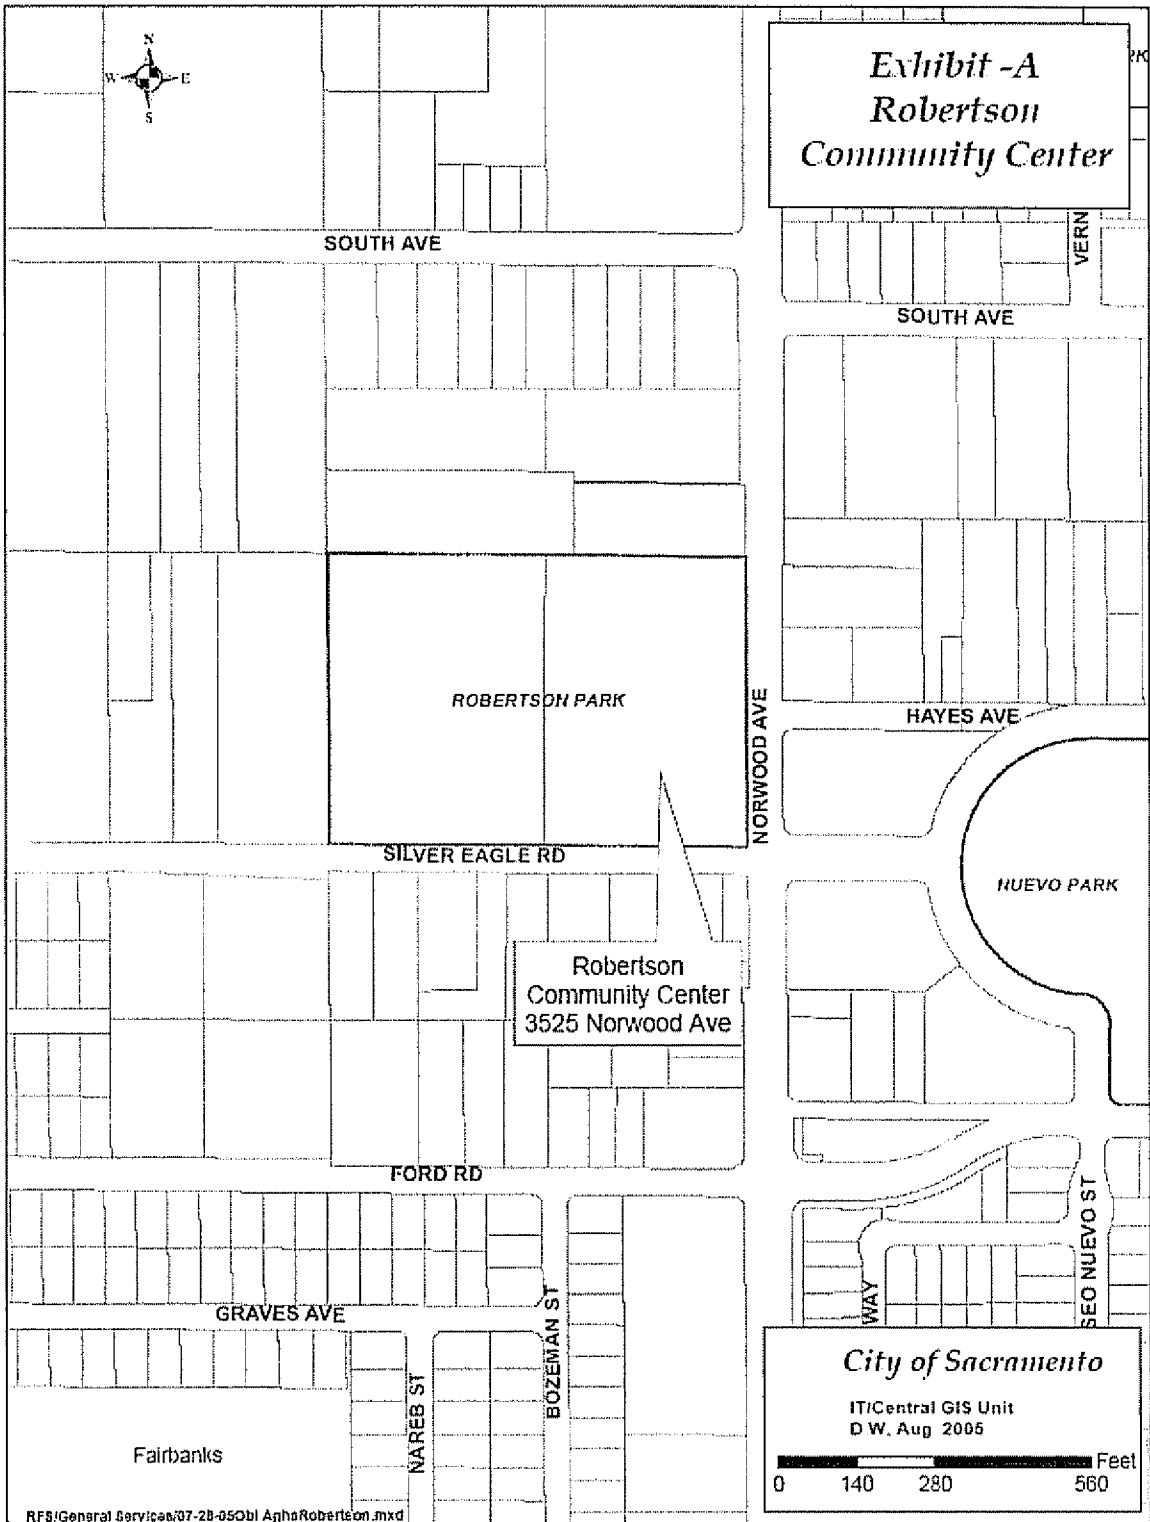 N
W E
S
Exhibit -A
Robertson
Community Center
SOUTH AVE
VERN
SOUTH AVE
ROBERTSON PARK
NORWOOD AVE
HAYES AVE
SILVER EAGLE RD
NUEVO PARK
Robertson
Community Center
3525 Norwood Ave
FORD RD
SEO NUEVO ST
WAY
GRAVES AVE
BOZEMAN ST
NAREB ST
Fairbanks
City of Sacramento
IT/Central GIS Unit
D W, Aug 2005
Feet
0 140 280 560